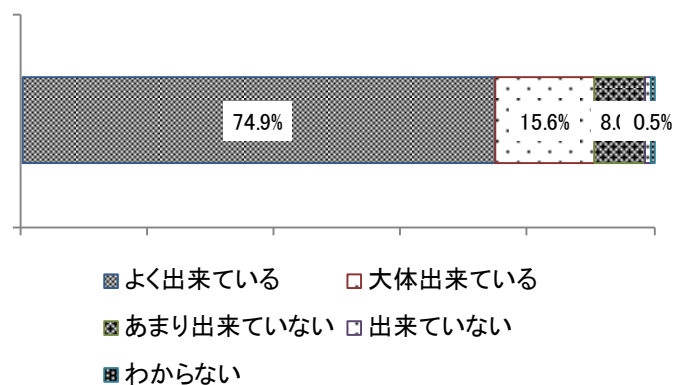 74.9% 15.6% 8.0 0.5%
よく出来ている 大体出来ている
あまり出来ていない 出来ていない
わからない